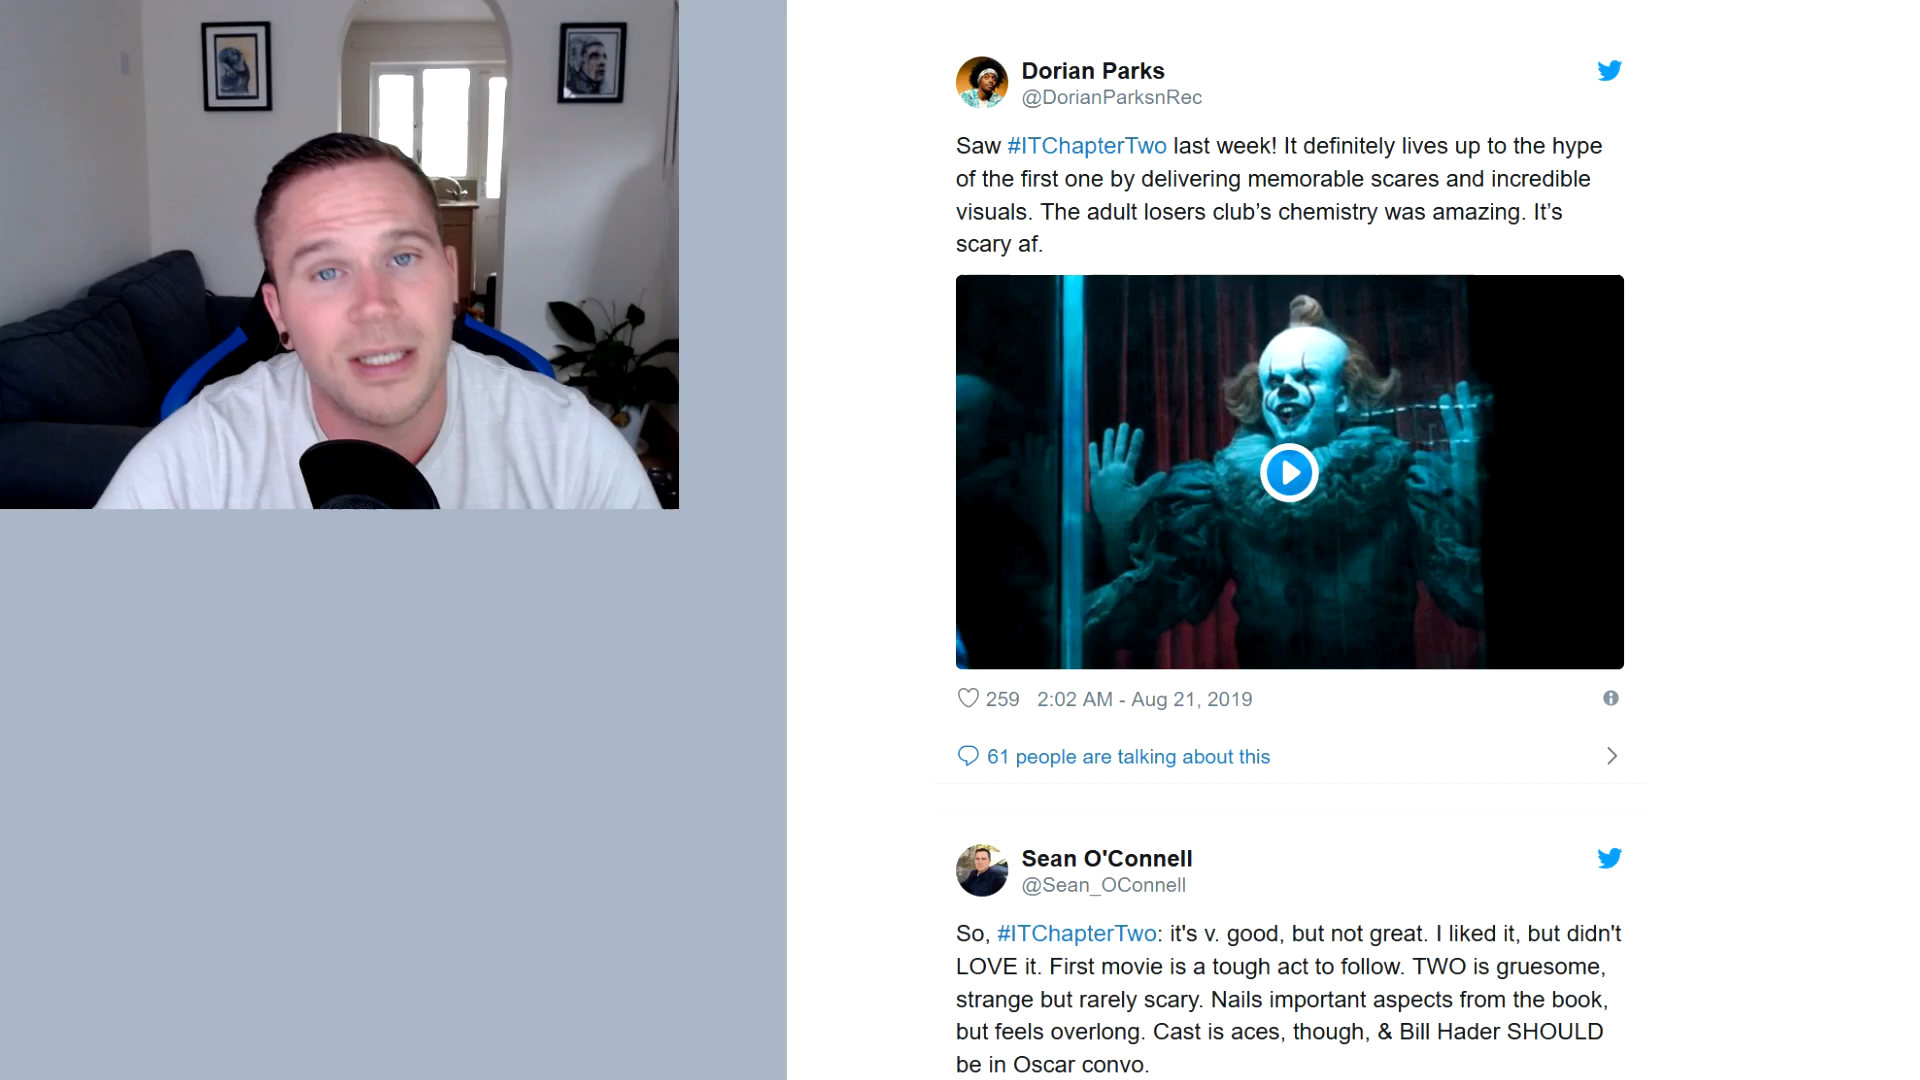 Dorian Parks
@DorianParksnRec
Saw #ITChapterTwo last week! It definitely lives up to the hype
of the first one by delivering memorable scares and incredible
visuals. The adult losers club’s chemistry was amazing. It’s
scary af.
259 2:02 AM - Aug 21, 2019
61 people are talking about this
Sean O'Connell
@Sean_OConnell
So, #ITChapterTwo: it's v. good, but not great. I liked it, but didn't
LOVE it. First movie is a tough act to follow. TWO is gruesome,
strange but rarely scary. Nails important aspects from the book,
but feels overlong. Cast is aces, though, & Bill Hader SHOULD
be in Oscar convo.